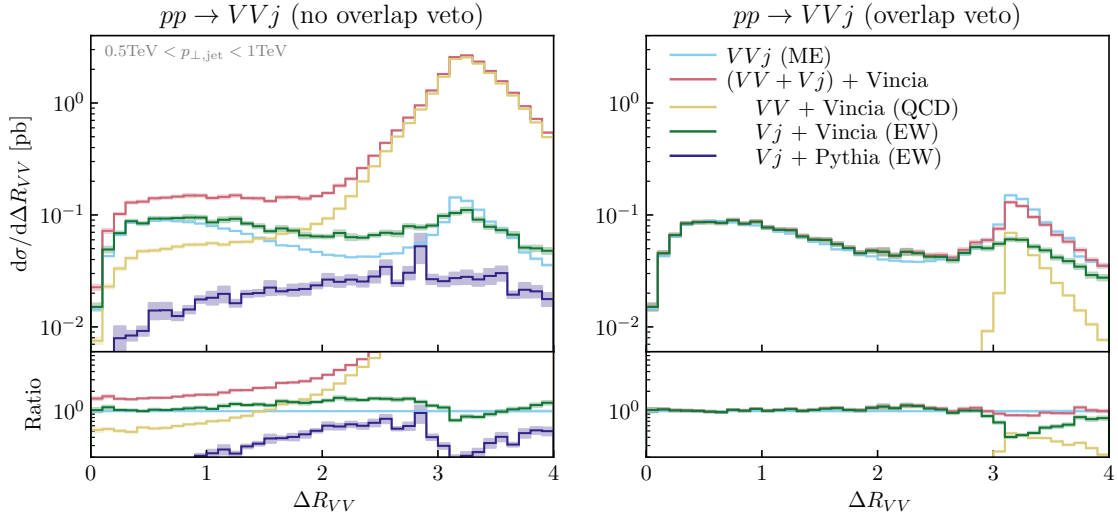 pp → VVj (no overlap veto)
0.5TeV < p⊥,jet < 1TeV
dσ/dΔR_VV [pb]
10^0
10^−1
10^−2
Ratio
10^0
0 1 2 3 4
ΔR_VV
pp → VVj (overlap veto)
VVj (ME)
(VV + Vj) + Vincia
VV + Vincia (QCD)
Vj + Vincia (EW)
Vj + Pythia (EW)
10^0
10^−1
10^−2
10^0
0 1 2 3 4
ΔR_VV